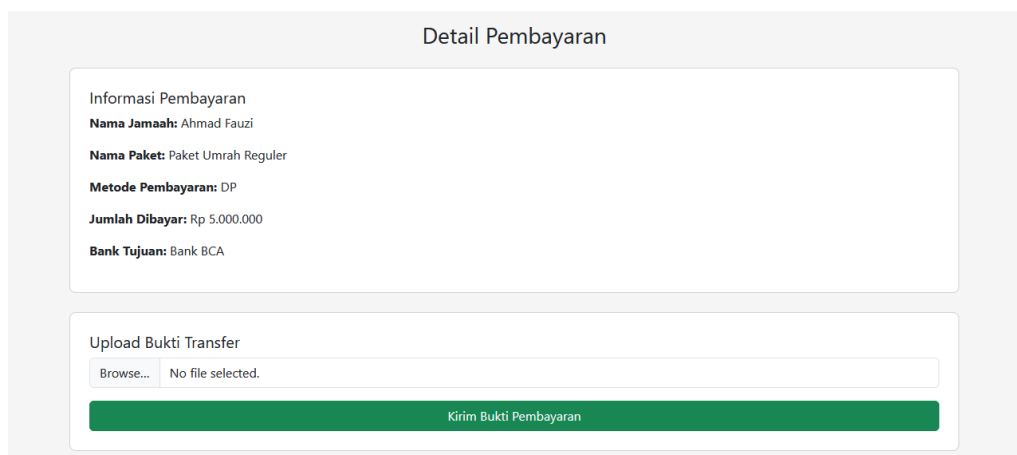 Detail Pembayaran
Informasi Pembayaran
Nama Jamaah: Ahmad Fauzi
Nama Paket: Paket Umrah Reguler
Metode Pembayaran: DP
Jumlah Dibayar: Rp 5.000.000
Bank Tujuan: Bank BCA
Upload Bukti Transfer
Browse... No file selected.
Kirim Bukti Pembayaran